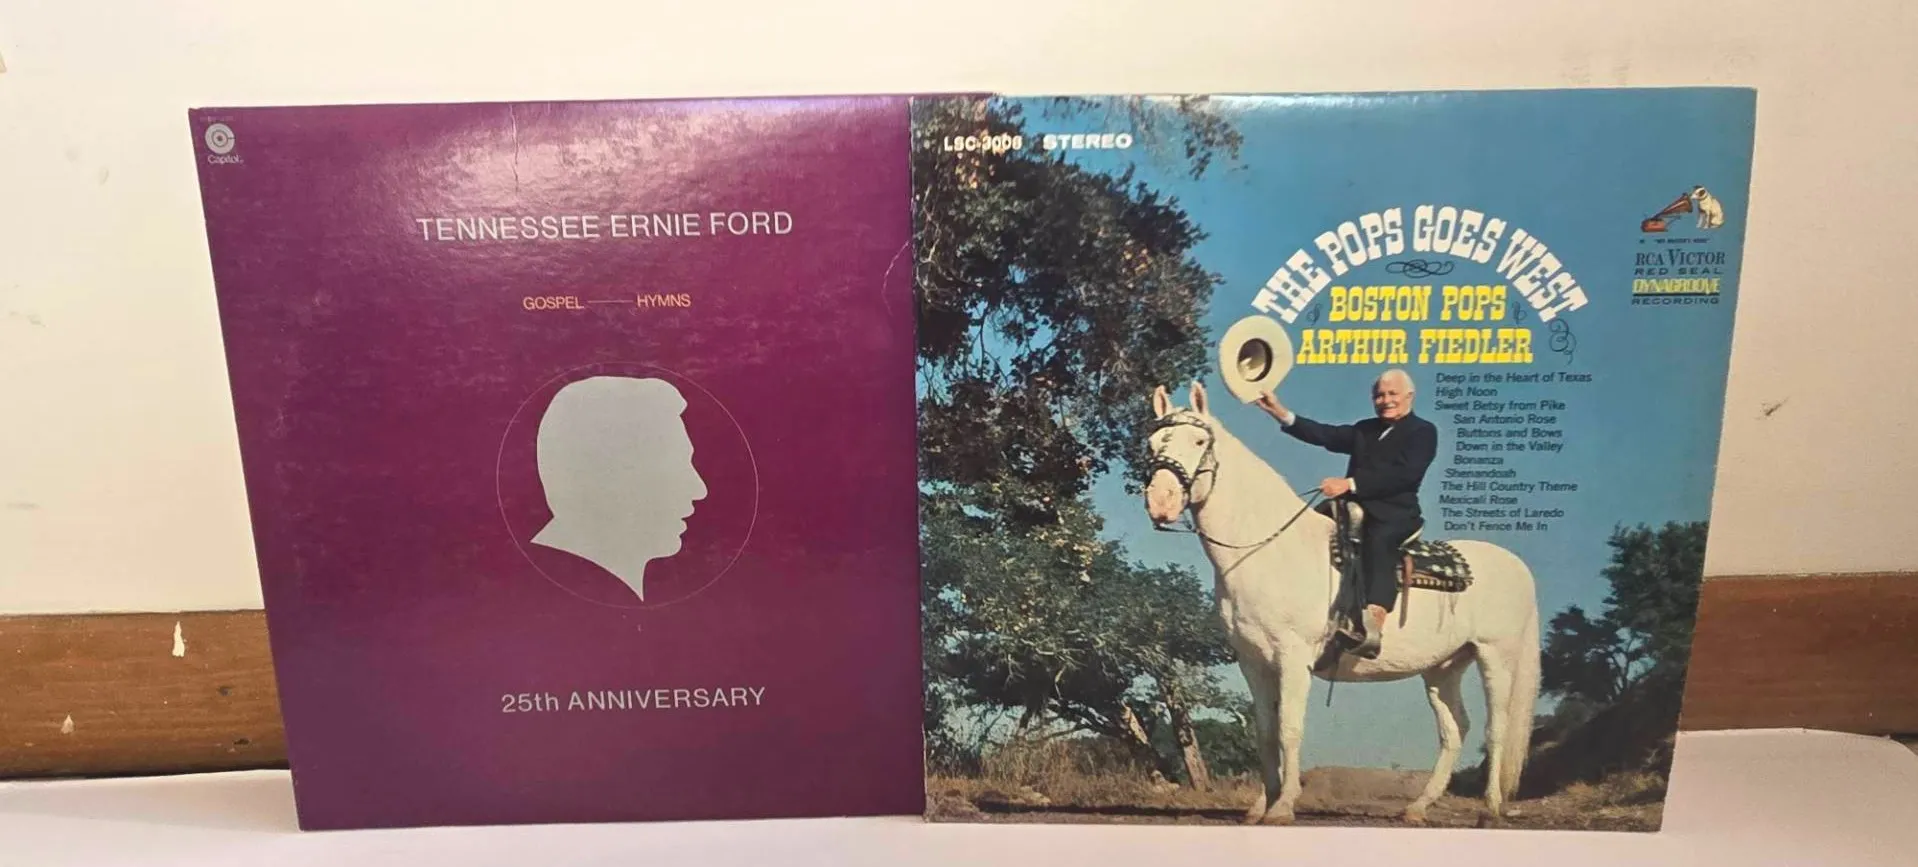 Capitol
TENNESSEE ERNIE FORD
GOSPEL HYMNS
25th ANNIVERSARY
LSC-3008 STEREO
THE POPS GOES WEST
BOSTON POPS
ARTHUR FIEDLER
Deep in the Heart of Texas
High Noon
Sweet Betsy from Pike
San Antonio Rose
Buttons and Bows
Down in the Valley
Bonanza
Shenandoah
The Hill Country Theme
Mexicali Rose
The Streets of Laredo
Don't Fence Me In
"HIS MASTER'S VOICE"
RCA VICTOR
RED SEAL
DYNAGROOVE
RECORDING